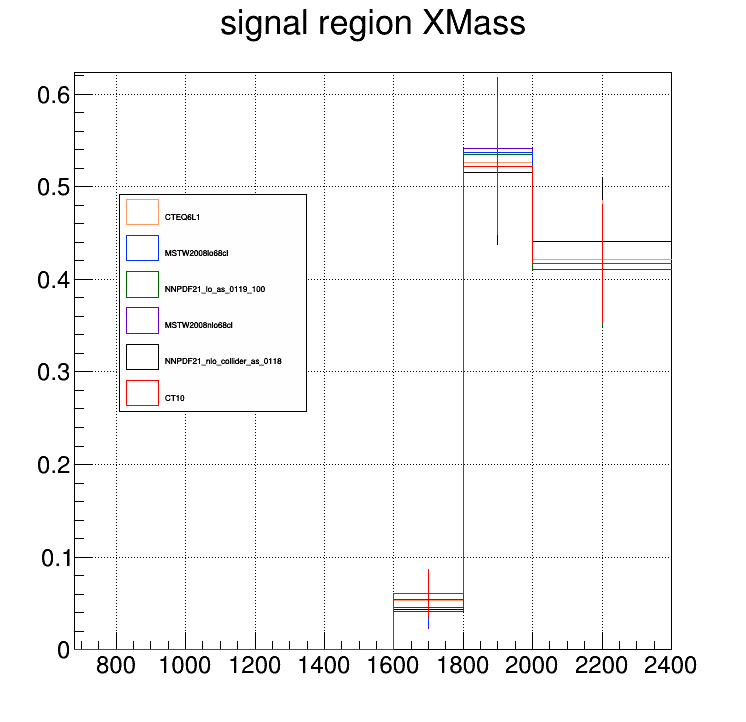 signal region XMass
0.6
0.5
0.4
0.3
0.2
0.1
0
CTEQ6L1
MSTW2008lo68cl
NNPDF21_lo_as_0119_100
MSTW2008nlo68cl
NNPDF21_nlo_collider_as_0118
CT10
800 1000 1200 1400 1600 1800 2000 2200 2400